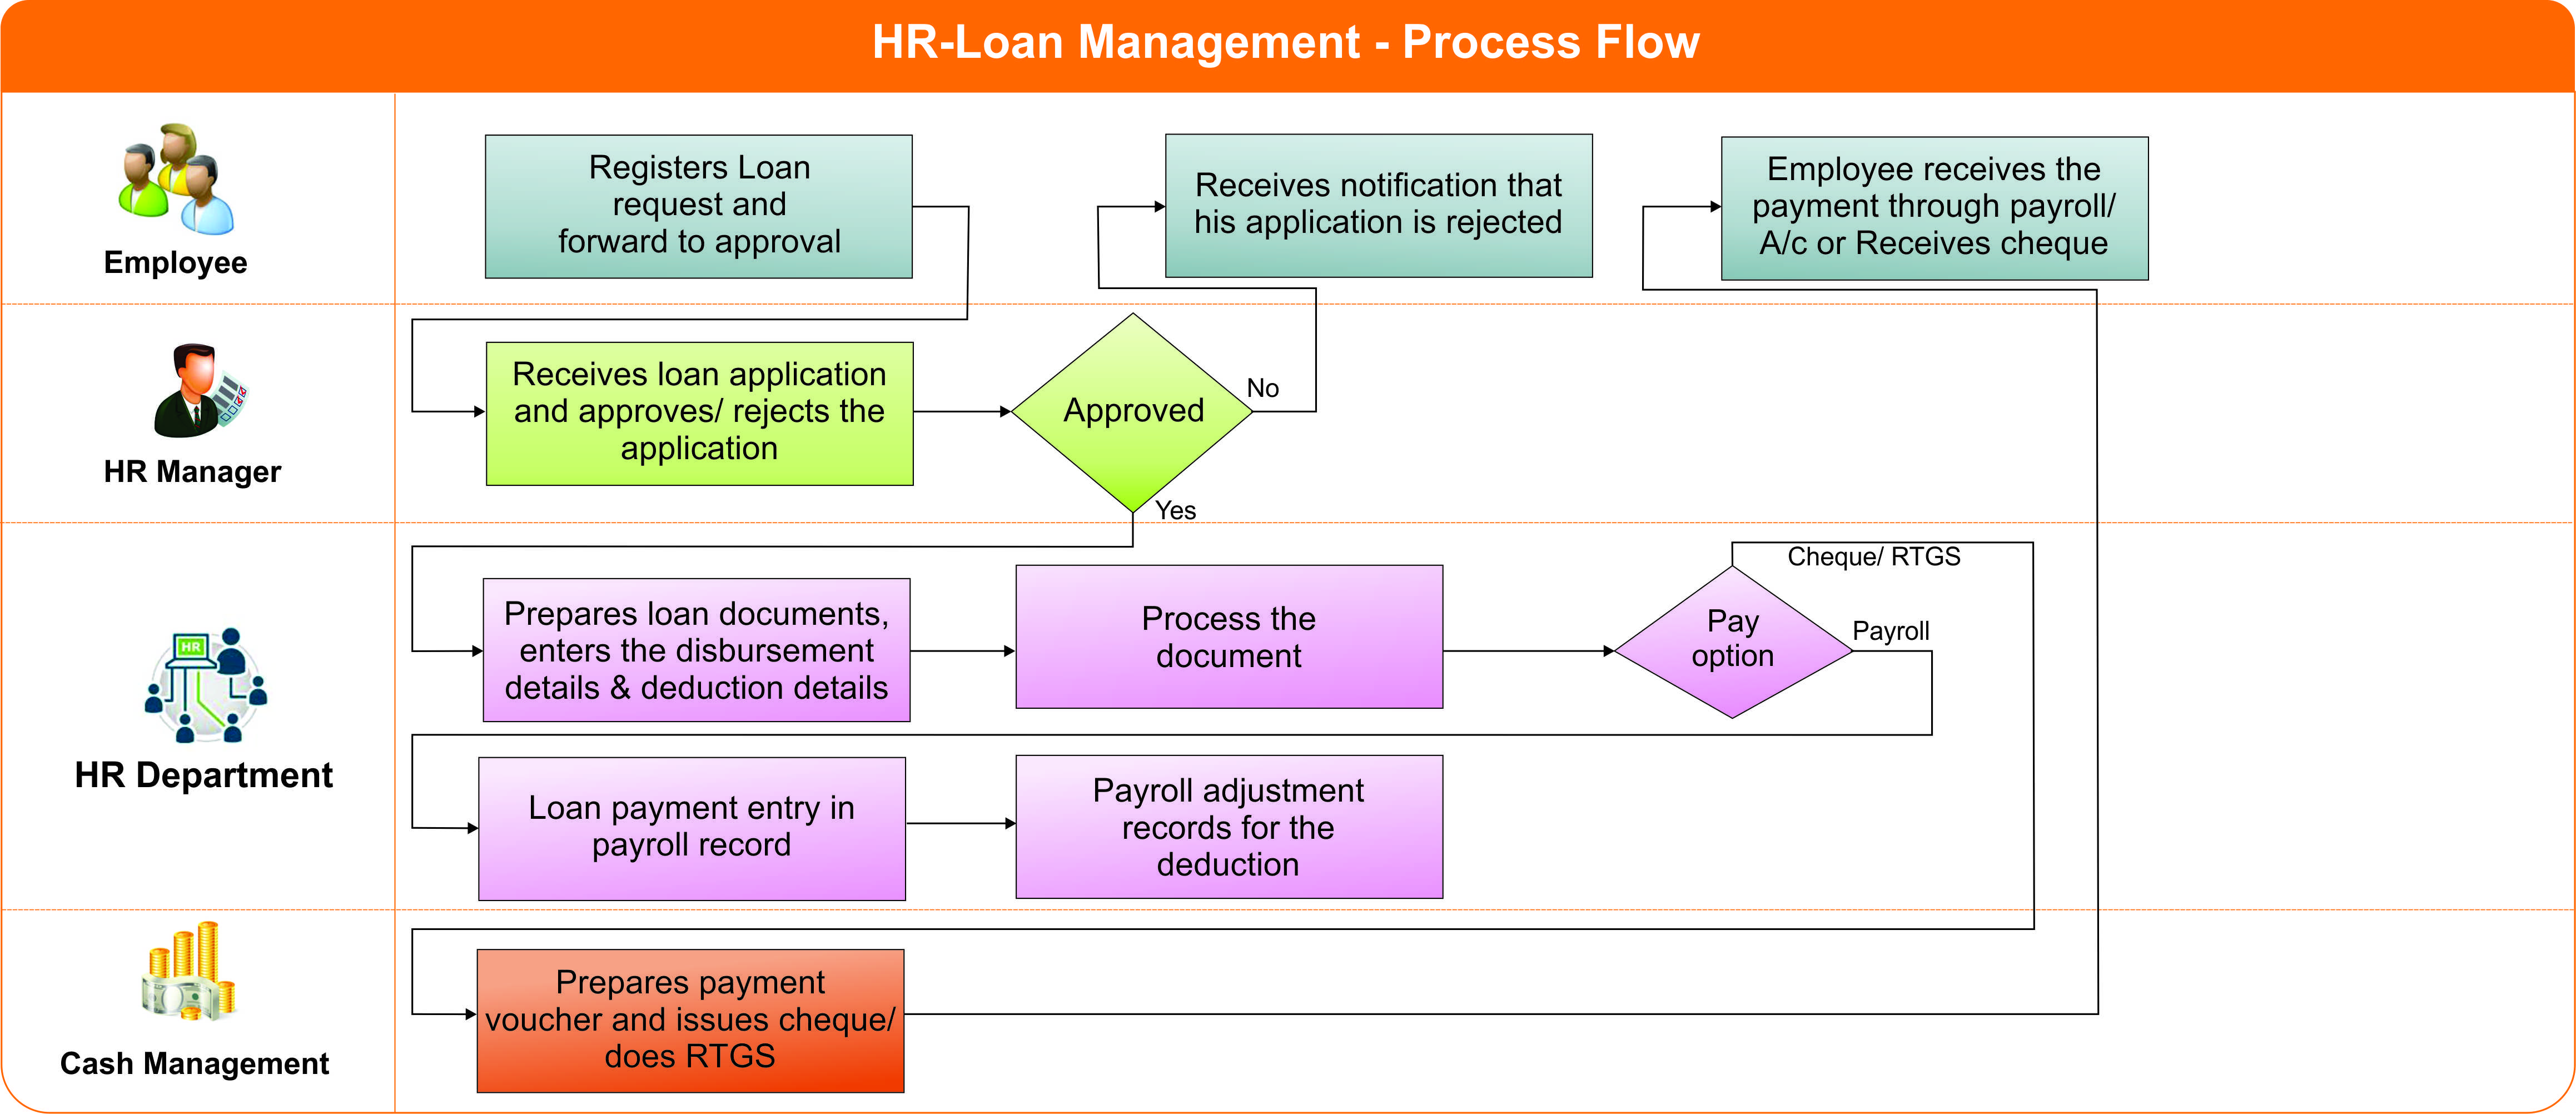 HR-Loan Management - Process Flow
Employee
Registers Loan
request and
forward to approval
Receives notification that
his application is rejected
Employee receives the
payment through payroll/
A/c or Receives cheque
HR Manager
Receives loan application
and approves/ rejects the
application
Approved
No
Yes
HR
HR Department
Prepares loan documents,
enters the disbursement
details & deduction details
Process the
document
Pay
option
Cheque/ RTGS
Payroll
Loan payment entry in
payroll record
Payroll adjustment
records for the
deduction
Cash Management
Prepares payment
voucher and issues cheque/
does RTGS